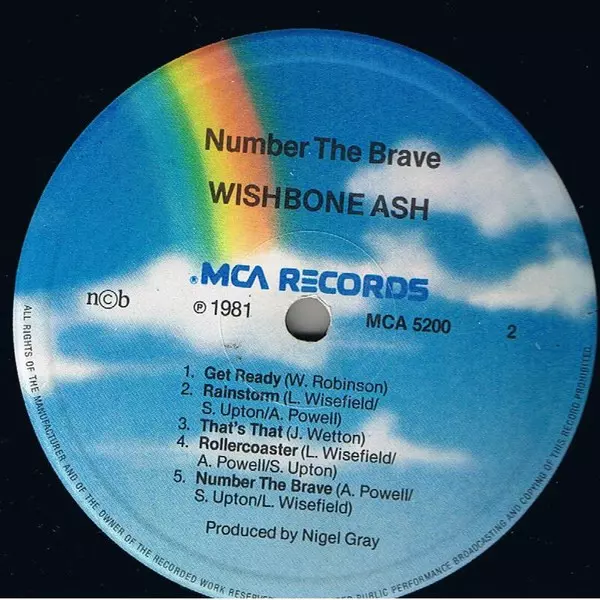 Number The Brave
WISHBONE ASH
® MCA RECORDS
n©b
℗ 1981
MCA 5200
2
1. Get Ready (W. Robinson)
2. Rainstorm (L. Wisefield/
S. Upton/A. Powell)
3. That's That (J. Wetton)
4. Rollercoaster (L. Wisefield/
A. Powell/S. Upton)
5. Number The Brave (A. Powell/
S. Upton/L. Wisefield)
Produced by Nigel Gray
ALL RIGHTS OF THE MANUFACTURER AND OF THE OWNER OF THE RECORDED WORK RESERVED
PUBLIC PERFORMANCE BROADCASTING AND COPYING OF THIS RECORD PROHIBITED.